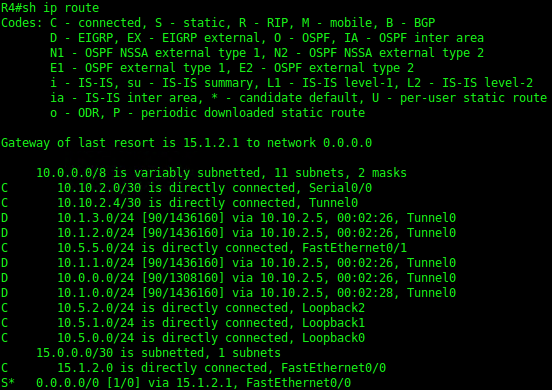 R4#sh ip route
Codes: C - connected, S - static, R - RIP, M - mobile, B - BGP
       D - EIGRP, EX - EIGRP external, O - OSPF, IA - OSPF inter area
       N1 - OSPF NSSA external type 1, N2 - OSPF NSSA external type 2
       E1 - OSPF external type 1, E2 - OSPF external type 2
       i - IS-IS, su - IS-IS summary, L1 - IS-IS level-1, L2 - IS-IS level-2
       ia - IS-IS inter area, * - candidate default, U - per-user static route
       o - ODR, P - periodic downloaded static route
Gateway of last resort is 15.1.2.1 to network 0.0.0.0
     10.0.0.0/8 is variably subnetted, 11 subnets, 2 masks
C       10.10.2.0/30 is directly connected, Serial0/0
C       10.10.2.4/30 is directly connected, Tunnel0
D       10.1.3.0/24 [90/1436160] via 10.10.2.5, 00:02:26, Tunnel0
D       10.1.2.0/24 [90/1436160] via 10.10.2.5, 00:02:26, Tunnel0
C       10.5.5.0/24 is directly connected, FastEthernet0/1
D       10.1.1.0/24 [90/1436160] via 10.10.2.5, 00:02:26, Tunnel0
D       10.0.0.0/24 [90/1308160] via 10.10.2.5, 00:02:26, Tunnel0
D       10.1.0.0/24 [90/1436160] via 10.10.2.5, 00:02:28, Tunnel0
C       10.5.2.0/24 is directly connected, Loopback2
C       10.5.1.0/24 is directly connected, Loopback1
C       10.5.0.0/24 is directly connected, Loopback0
     15.0.0.0/30 is subnetted, 1 subnets
C       15.1.2.0 is directly connected, FastEthernet0/0
S*   0.0.0.0/0 [1/0] via 15.1.2.1, FastEthernet0/0